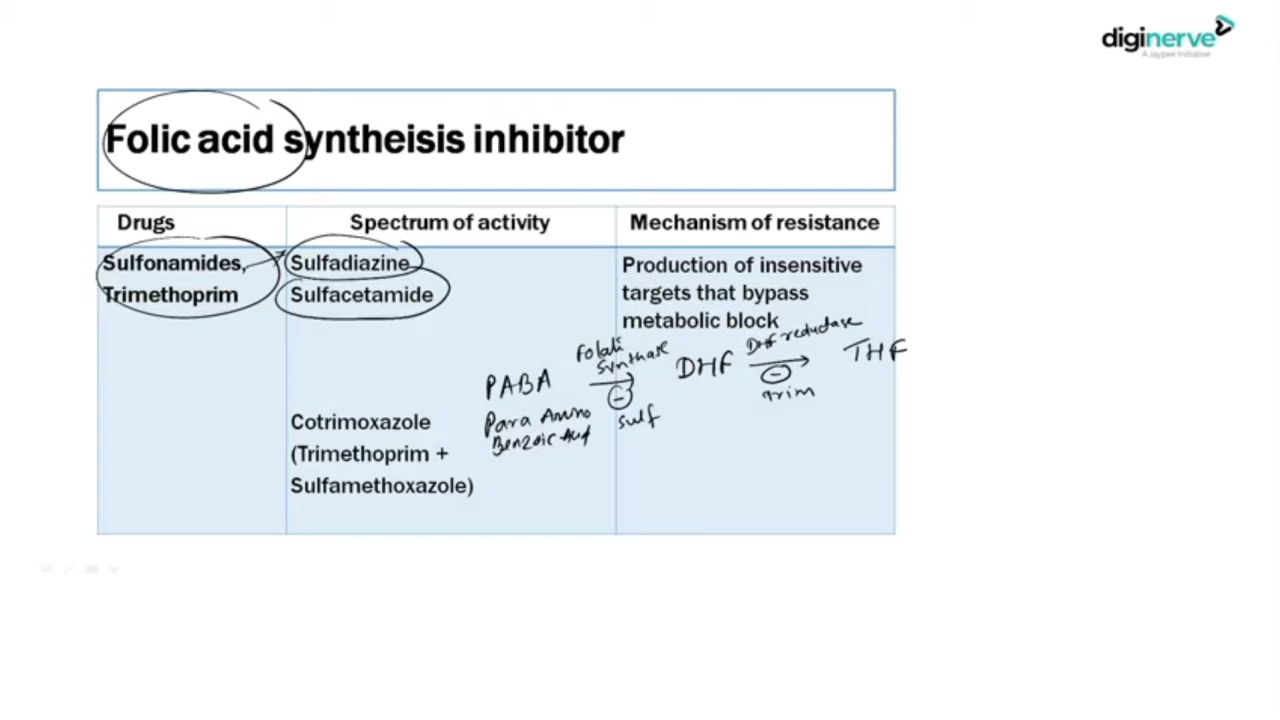 diginerve
A Jaypee Initiative
Folic acid syntheisis inhibitor
Drugs
Spectrum of activity
Mechanism of resistance
Sulfonamides,
Trimethoprim
Sulfadiazine
Sulfacetamide
Production of insensitive
targets that bypass
metabolic block
Synthase
DHF reductase
PABA
DHF
THF
Para Amino
Benzoic Acid
sulf
trim
Cotrimoxazole
(Trimethoprim +
Sulfamethoxazole)